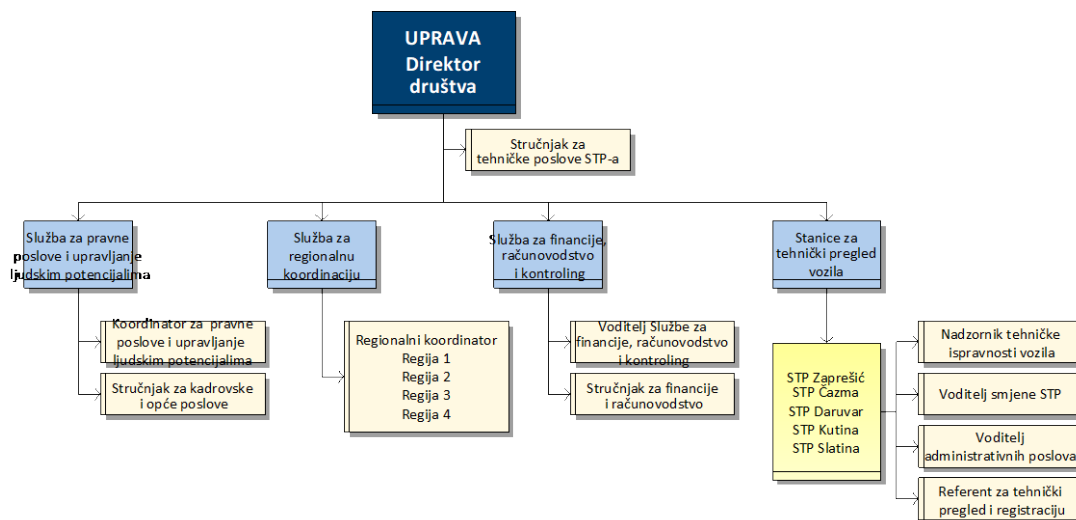 UPRAVA
Direktor
društva
Stručnjak za
tehničke poslove STP-a
Služba za pravne
poslove i upravljanje
ljudskim potencijalima
Služba za
regionalnu
koordinaciju
Služba za financije,
računovodstvo
i kontroling
Stanice za
tehnički pregled
vozila
Koordinator za pravne
poslove i upravljanje
ljudskim potencijalima
Stručnjak za kadrovske
i opće poslove
Regionalni koordinator
Regija 1
Regija 2
Regija 3
Regija 4
Voditelj Službe za
financije, računovodstvo
i kontroling
Stručnjak za financije
i računovodstvo
STP Zaprešić
STP Čazma
STP Daruvar
STP Kutina
STP Slatina
Nadzornik tehničke
ispravnosti vozila
Voditelj smjene STP
Voditelj
administrativnih poslova
Referent za tehnički
pregled i registraciju